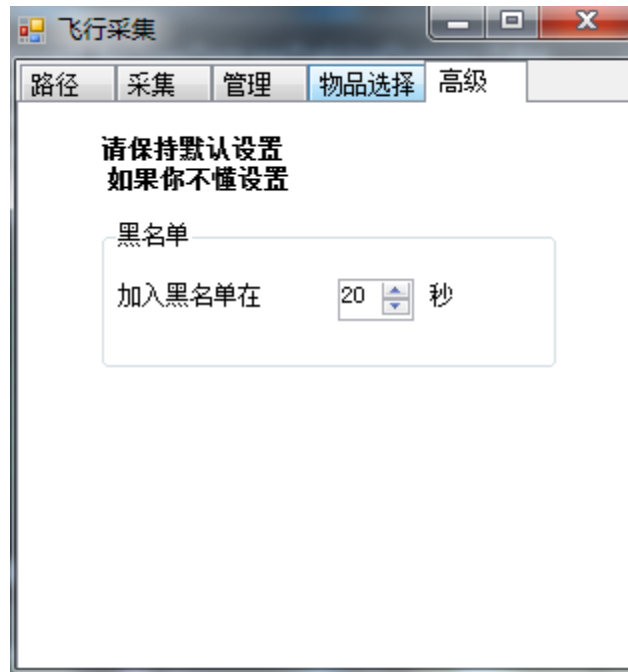 飞行采集
路径 采集 管理 物品选择 高级
请保持默认设置
如果你不懂设置
黑名单
加入黑名单在 20 秒